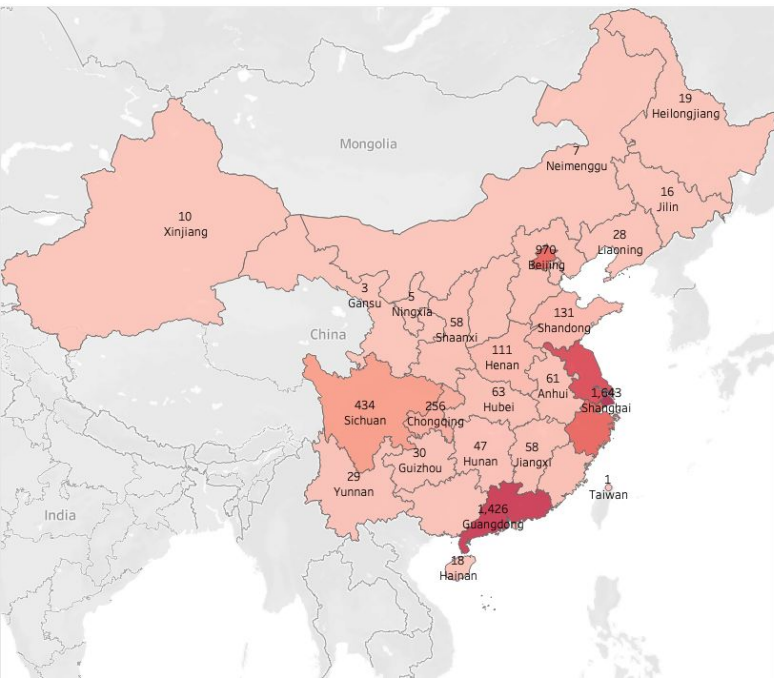 19
Heilongjiang
Mongolia
7
Neimenggu
16
Jilin
10
Xinjiang
28
Liaoning
970
Beijing
3
Gansu
5
Ningxia
131
Shandong
58
Shaanxi
China
111
Henan
61
Anhui
1,643
Shanghai
434
Sichuan
256
Chongqing
63
Hubei
47
Hunan
58
Jiangxi
30
Guizhou
29
Yunnan
1
Taiwan
India
1,426
Guangdong
18
Hainan